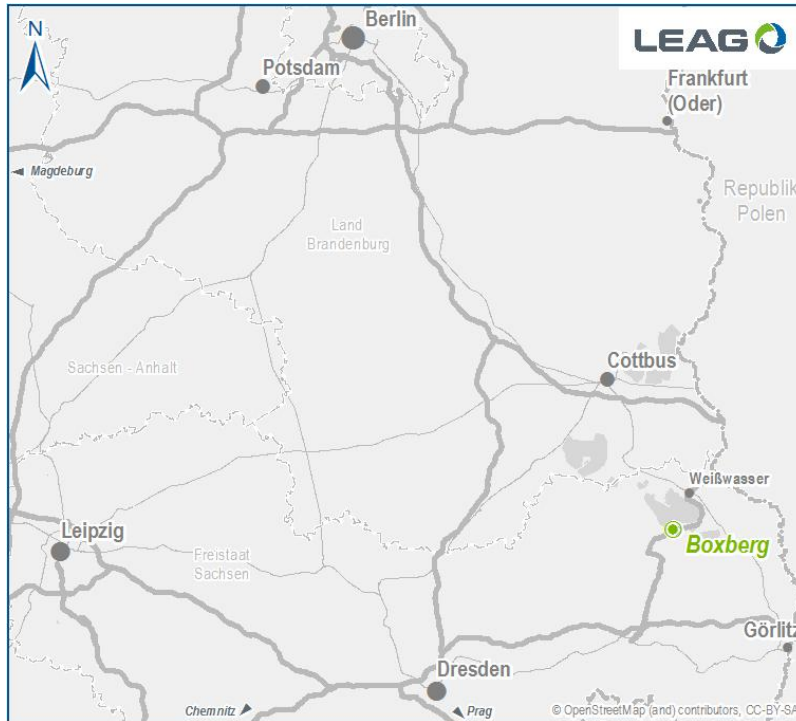 N
Berlin
LEAG
Potsdam
Frankfurt
(Oder)
Magdeburg
Republik
Polen
Land
Brandenburg
Sachsen - Anhalt
Cottbus
Weißwasser
Leipzig
Boxberg
Freistaat
Sachsen
Görlitz
Dresden
Chemnitz
Prag
© OpenStreetMap (and) contributors, CC-BY-SA